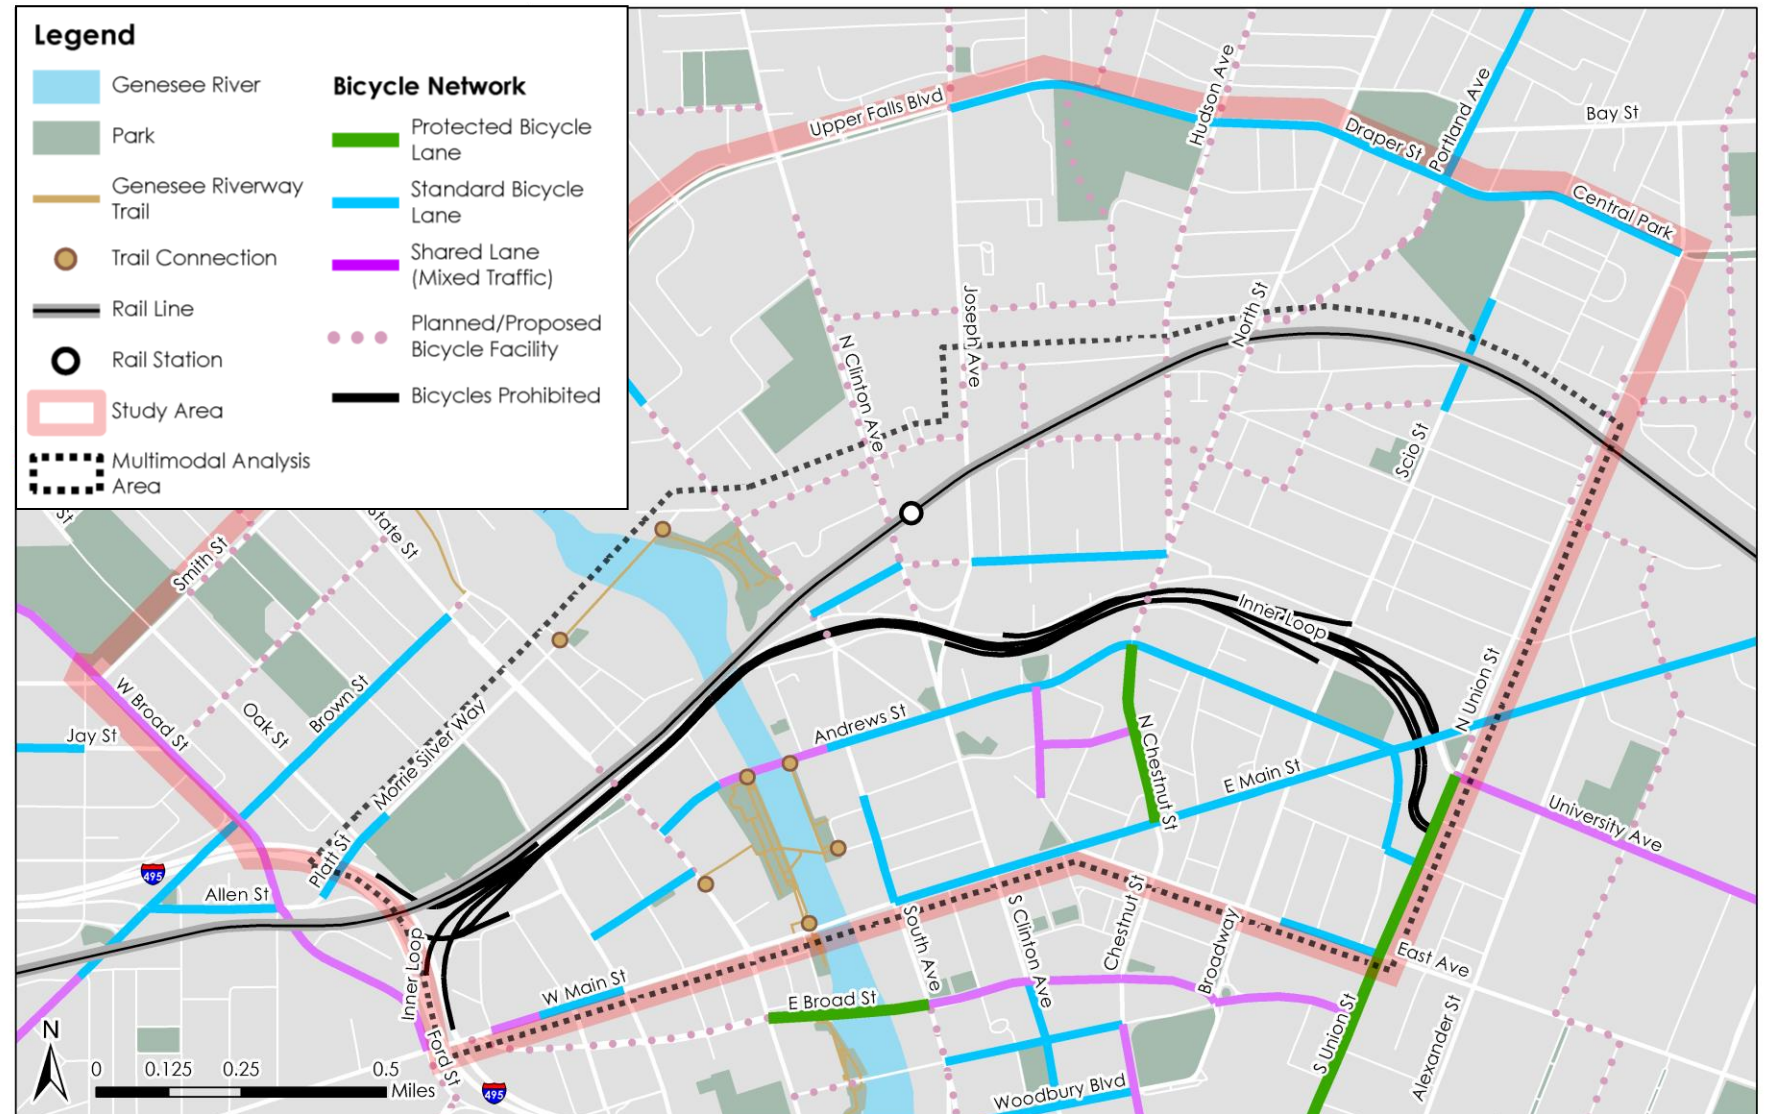 Legend
Genesee River
Park
Genesee Riverway
Trail
Trail Connection
Rail Line
Rail Station
Study Area
Multimodal Analysis
Area
Bicycle Network
Protected Bicycle
Lane
Standard Bicycle
Lane
Shared Lane
(Mixed Traffic)
Planned/Proposed
Bicycle Facility
Bicycles Prohibited
Upper Falls Blvd
Hudson Ave
Draper St
Portland Ave
Bay St
Central Park
Joseph Ave
N Clinton Ave
North St
Scio St
St
State St
Smith St
W Broad St
Oak St
Brown St
Jay St
Morrie Silver Way
Platt St
Allen St
495
Inner Loop
Andrews St
N Chestnut St
E Main St
N Union St
University Ave
Inner Loop
W Main St
Ford St
495
E Broad St
South Ave
S Clinton Ave
Chestnut St
Broadway
East Ave
S Union St
Alexander St
Woodbury Blvd
N
0 0.125 0.25 0.5
Miles